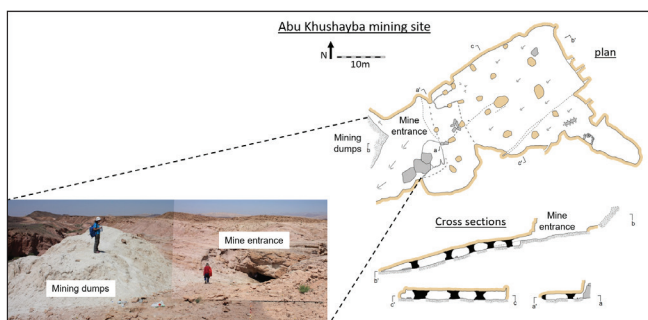 Abu Khushayba mining site
N
10m
plan
c
b'
a'
Mine
entrance
Mining
dumps
b
a
c'
Cross sections
Mine
entrance
b
b'
c'
c
a'
a
Mine entrance
Mining dumps